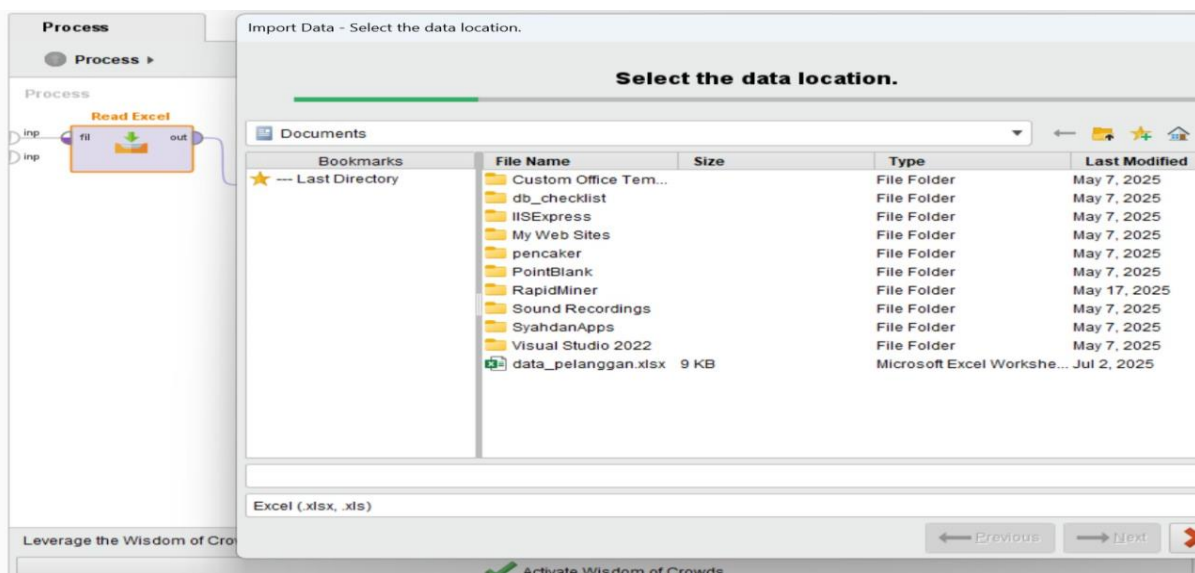 Process
Import Data - Select the data location.
Process
Select the data location.
Process
Read Excel
inp fil out
inp
Documents
Bookmarks File Name Size Type Last Modified
--- Last Directory Custom Office Tem... File Folder May 7, 2025
db_checklist File Folder May 7, 2025
IISExpress File Folder May 7, 2025
My Web Sites File Folder May 7, 2025
pencaker File Folder May 7, 2025
PointBlank File Folder May 7, 2025
RapidMiner File Folder May 17, 2025
Sound Recordings File Folder May 7, 2025
SyahdanApps File Folder May 7, 2025
Visual Studio 2022 File Folder May 7, 2025
data_pelanggan.xlsx 9 KB Microsoft Excel Workshe... Jul 2, 2025
Excel (.xlsx, .xls)
Previous Next
Leverage the Wisdom of Cro
Activate Wisdom of Crowds